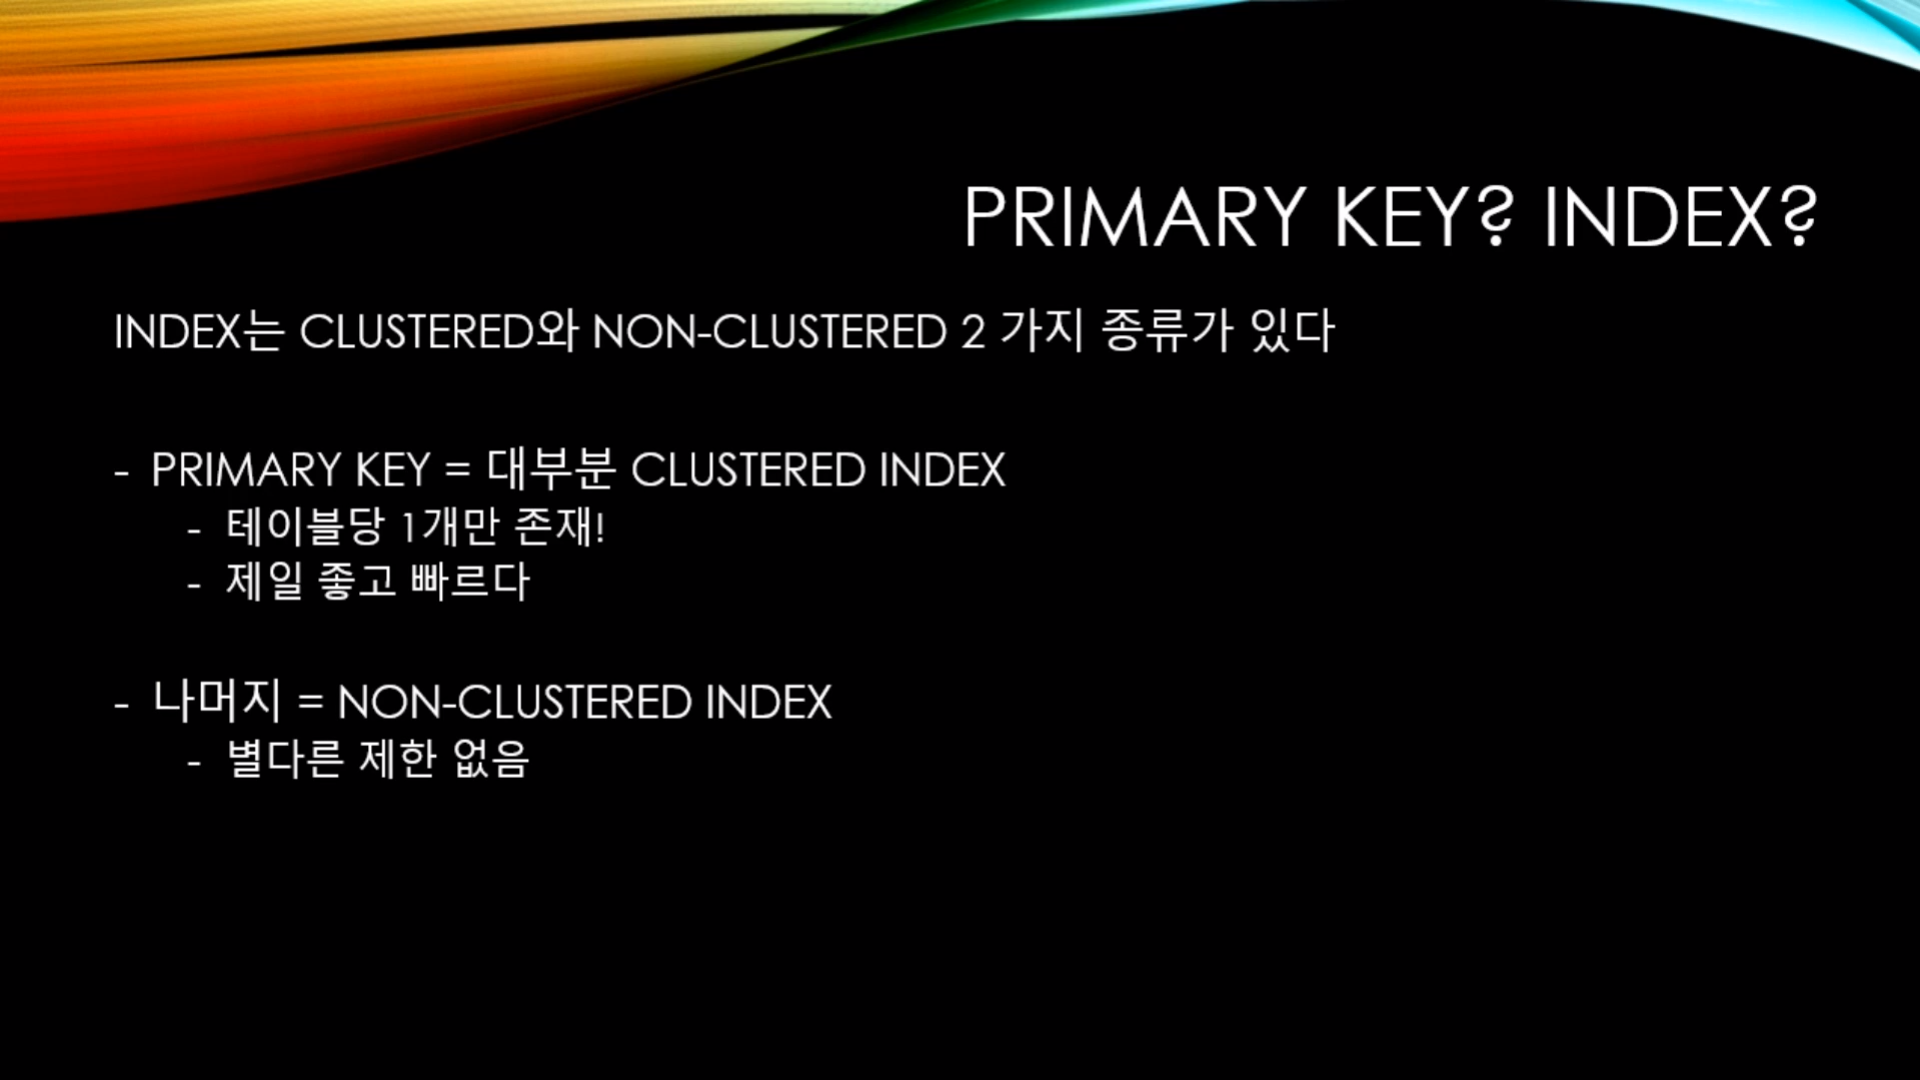 PRIMARY KEY? INDEX?
INDEX는 CLUSTERED와 NON-CLUSTERED 2 가지 종류가 있다
- PRIMARY KEY = 대부분 CLUSTERED INDEX
- 테이블당 1개만 존재!
- 제일 좋고 빠르다
- 나머지 = NON-CLUSTERED INDEX
- 별다른 제한 없음